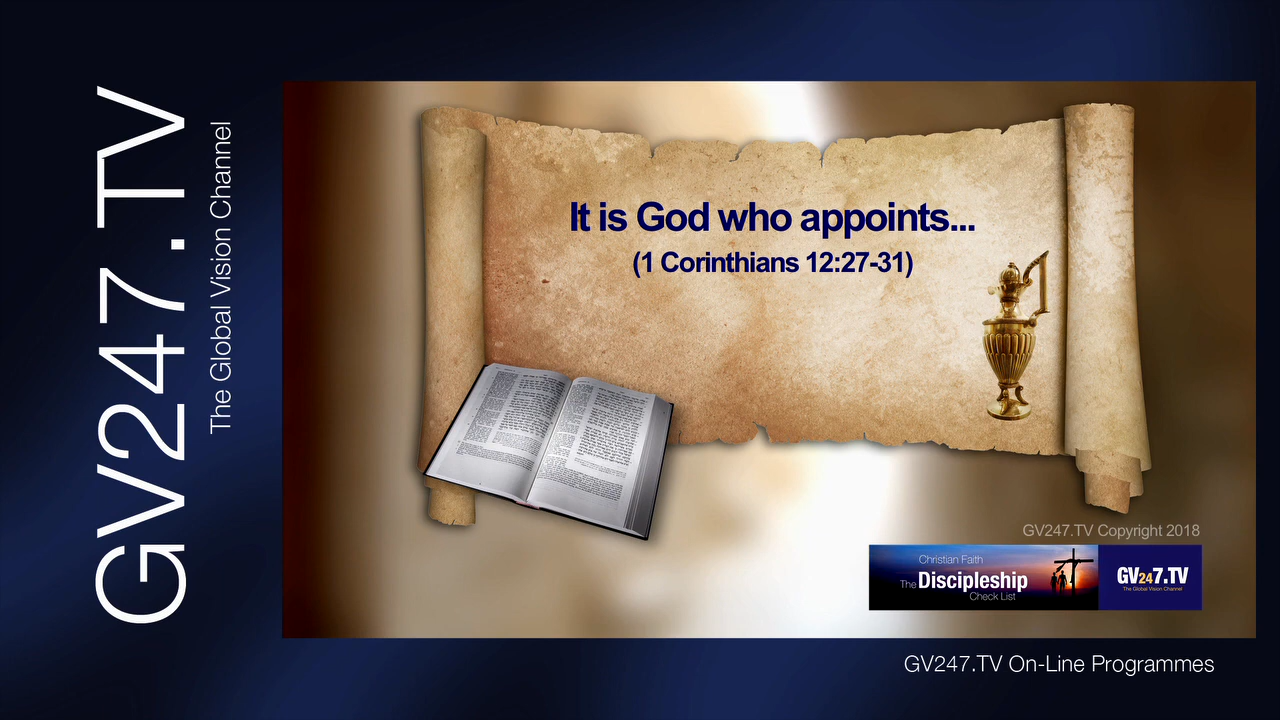 GV247.TV
The Global Vision Channel
It is God who appoints...
(1 Corinthians 12:27-31)
GV247.TV Copyright 2018
Christian Faith
The Discipleship
Check List
GV247.TV
The Global Vision Channel
GV247.TV On-Line Programmes